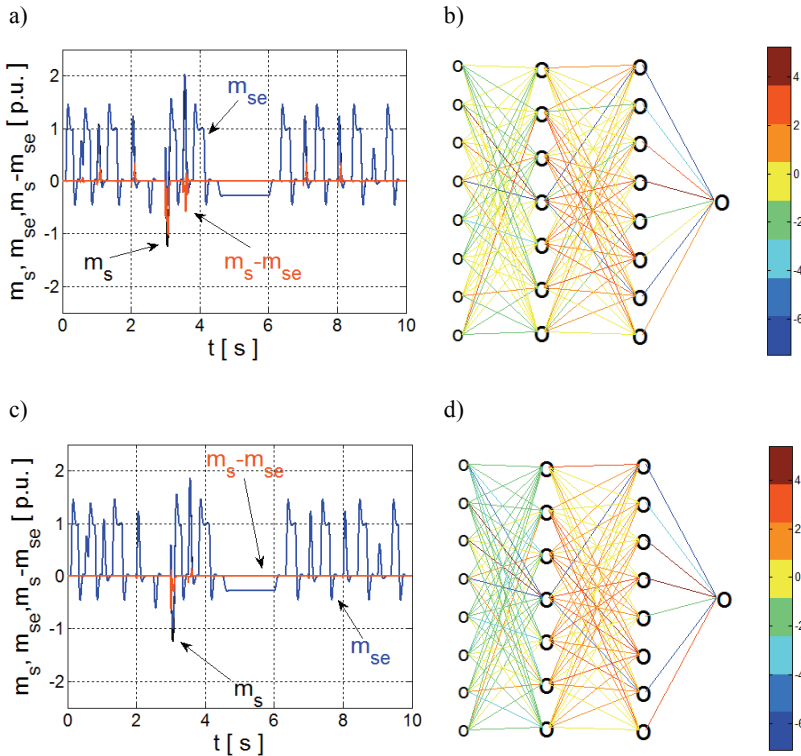 a)
b)
m_s, m_se, m_s-m_se [ p.u. ]
2
1
0
-1
-2
m_se
m_s
m_s-m_se
0 2 4 6 8 10
t [ s ]
4
2
0
-2
-4
-6
c)
d)
m_s, m_se, m_s-m_se [ p.u. ]
2
1
0
-1
-2
m_s-m_se
m_se
m_s
0 2 4 6 8 10
t [ s ]
4
2
0
-2
-4
-6